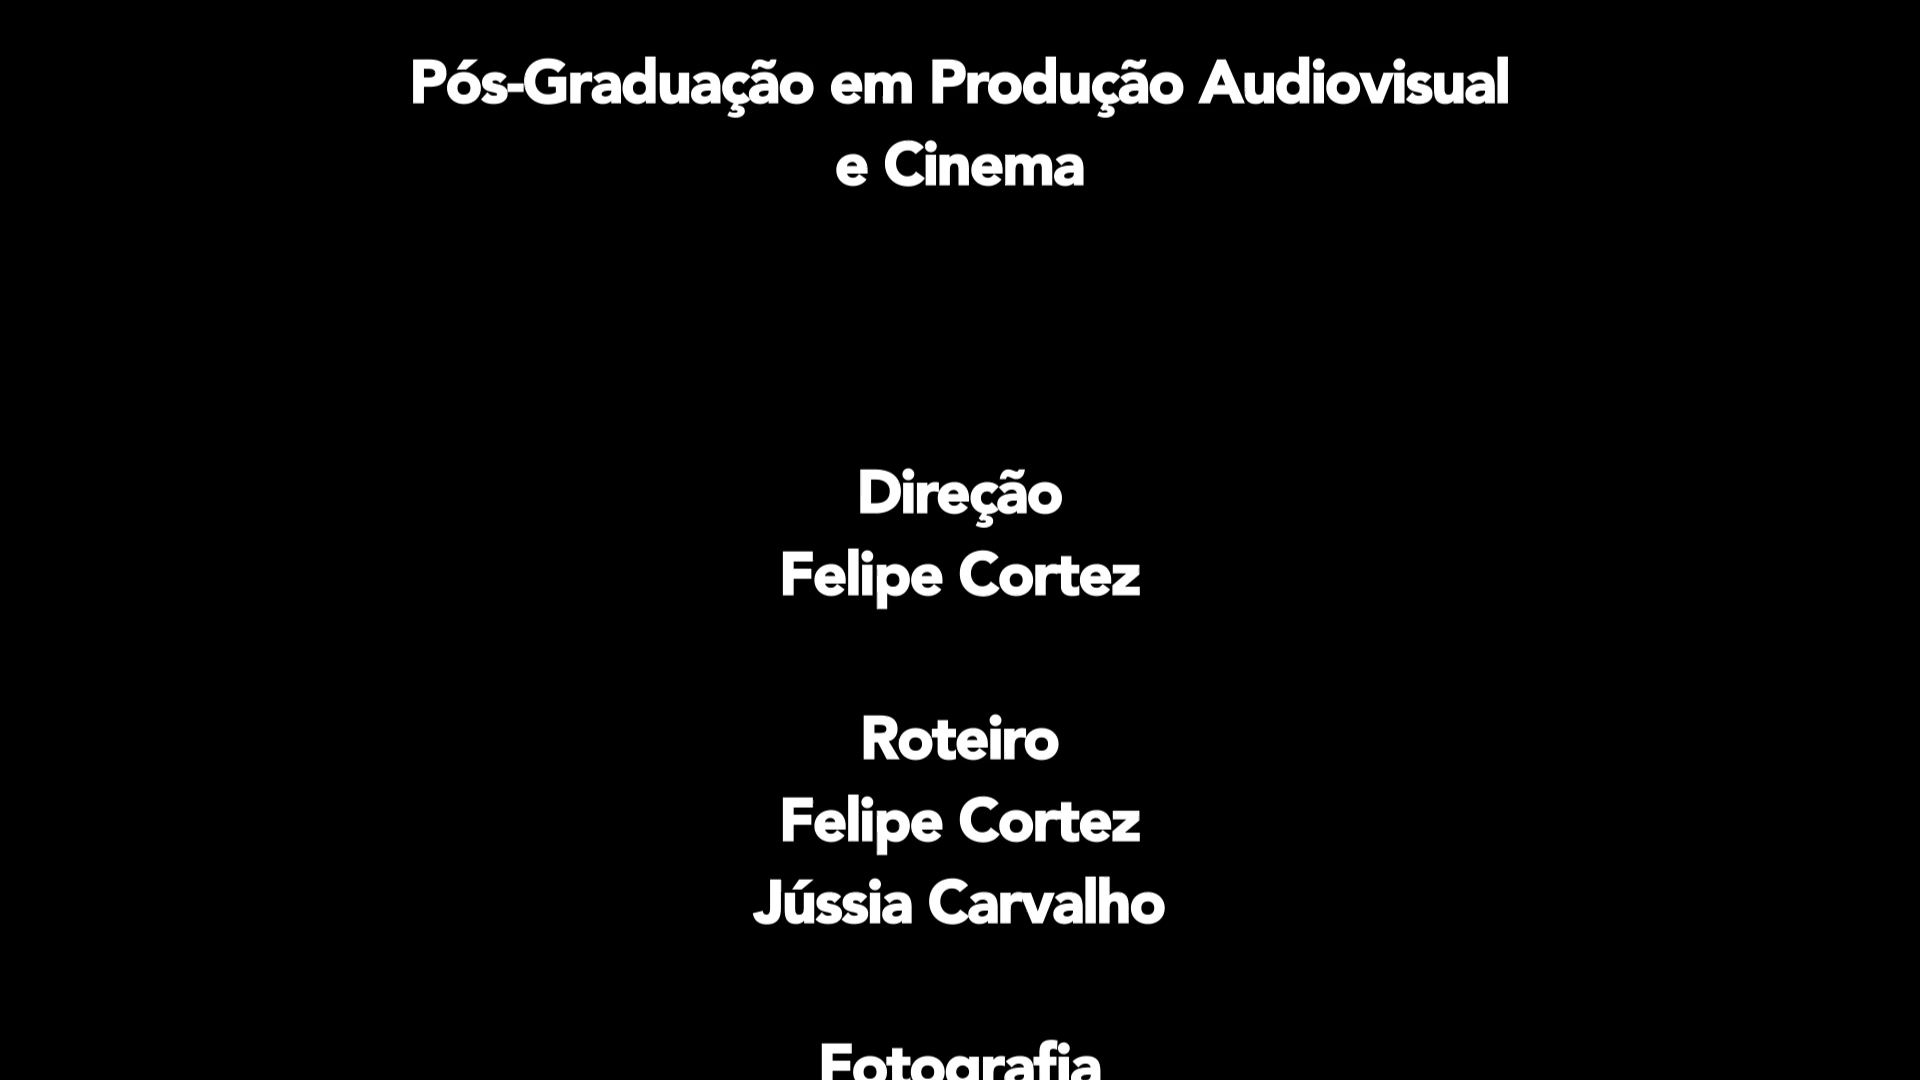 Pós-Graduação em Produção Audiovisual
e Cinema
Direção
Felipe Cortez
Roteiro
Felipe Cortez
Jússia Carvalho
Fotografia